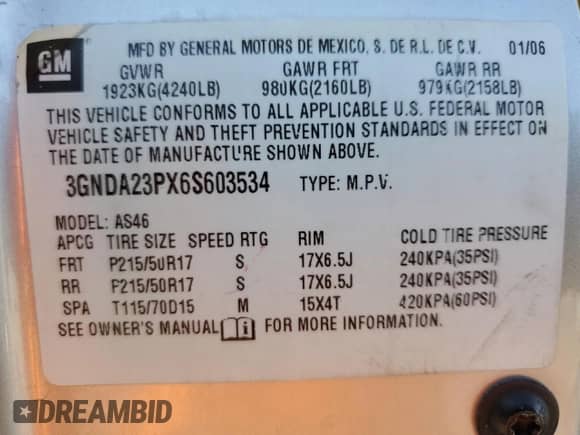 GM
MFD BY GENERAL MOTORS DE MEXICO, S. DE R.L. DE C.V. 01/06
GVWR GAWR FRT GAWR RR
1923KG(4240LB) 980KG(2160LB) 979KG(2158LB)
THIS VEHICLE CONFORMS TO ALL APPLICABLE U.S. FEDERAL MOTOR
VEHICLE SAFETY AND THEFT PREVENTION STANDARDS IN EFFECT ON
THE DATE OF MANUFACTURE SHOWN ABOVE.
3GNDA23PX6S603534 TYPE: M.P.V.
MODEL: AS46
APCG TIRE SIZE SPEED RTG RIM COLD TIRE PRESSURE
FRT P215/50R17 S 17X6.5J 240KPA(35PSI)
RR P215/50R17 S 17X6.5J 240KPA(35PSI)
SPA T115/70D15 M 15X4T 420KPA(60PSI)
SEE OWNER'S MANUAL i FOR MORE INFORMATION.
DREAMBID